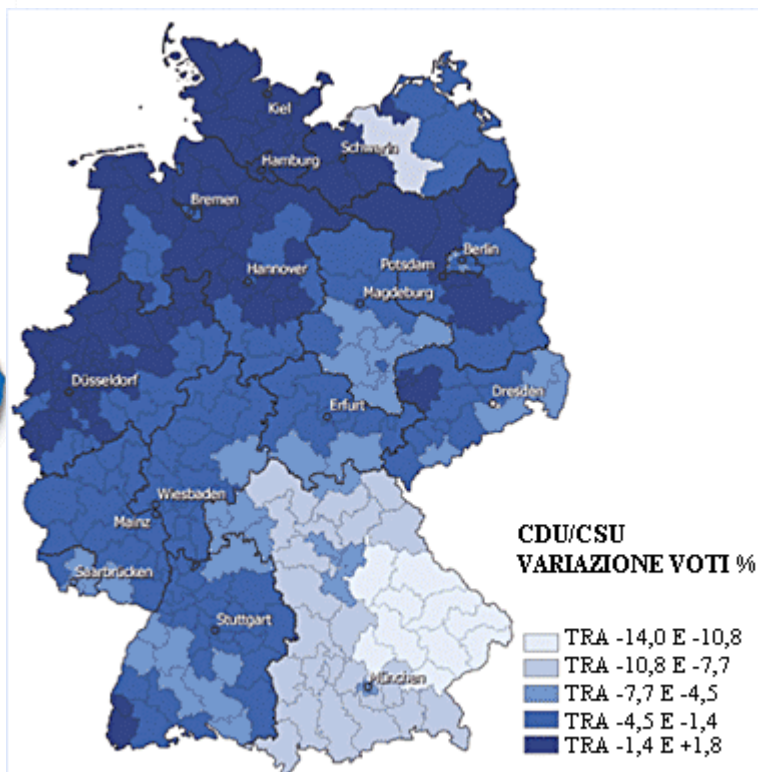 Kiel
Schwerin
Hamburg
Bremen
Berlin
Potsdam
Hannover
Magdeburg
Düsseldorf
Dresden
Erfurt
Wiesbaden
Mainz
Saarbrücken
Stuttgart
München
CDU/CSU
VARIAZIONE VOTI %
TRA -14,0 E -10,8
TRA -10,8 E -7,7
TRA -7,7 E -4,5
TRA -4,5 E -1,4
TRA -1,4 E +1,8